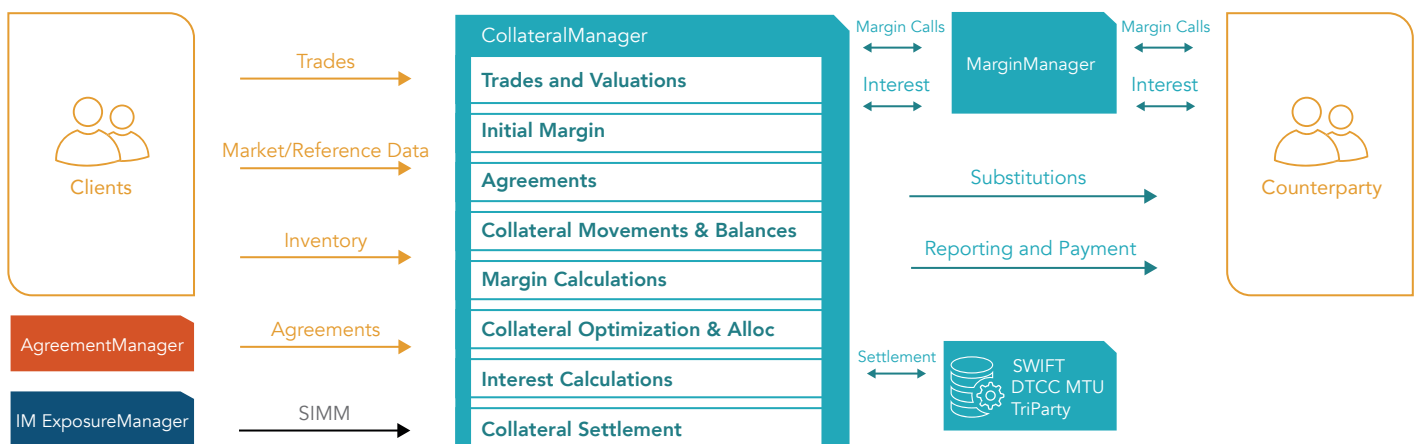 Clients
AgreementManager
IM ExposureManager
Trades
Market/Reference Data
Inventory
Agreements
SIMM
CollateralManager
Trades and Valuations
Initial Margin
Agreements
Collateral Movements & Balances
Margin Calculations
Collateral Optimization & Alloc
Interest Calculations
Collateral Settlement
Margin Calls
Interest
MarginManager
Margin Calls
Interest
Substitutions
Reporting and Payment
Settlement
SWIFT
DTCC MTU
TriParty
Counterparty